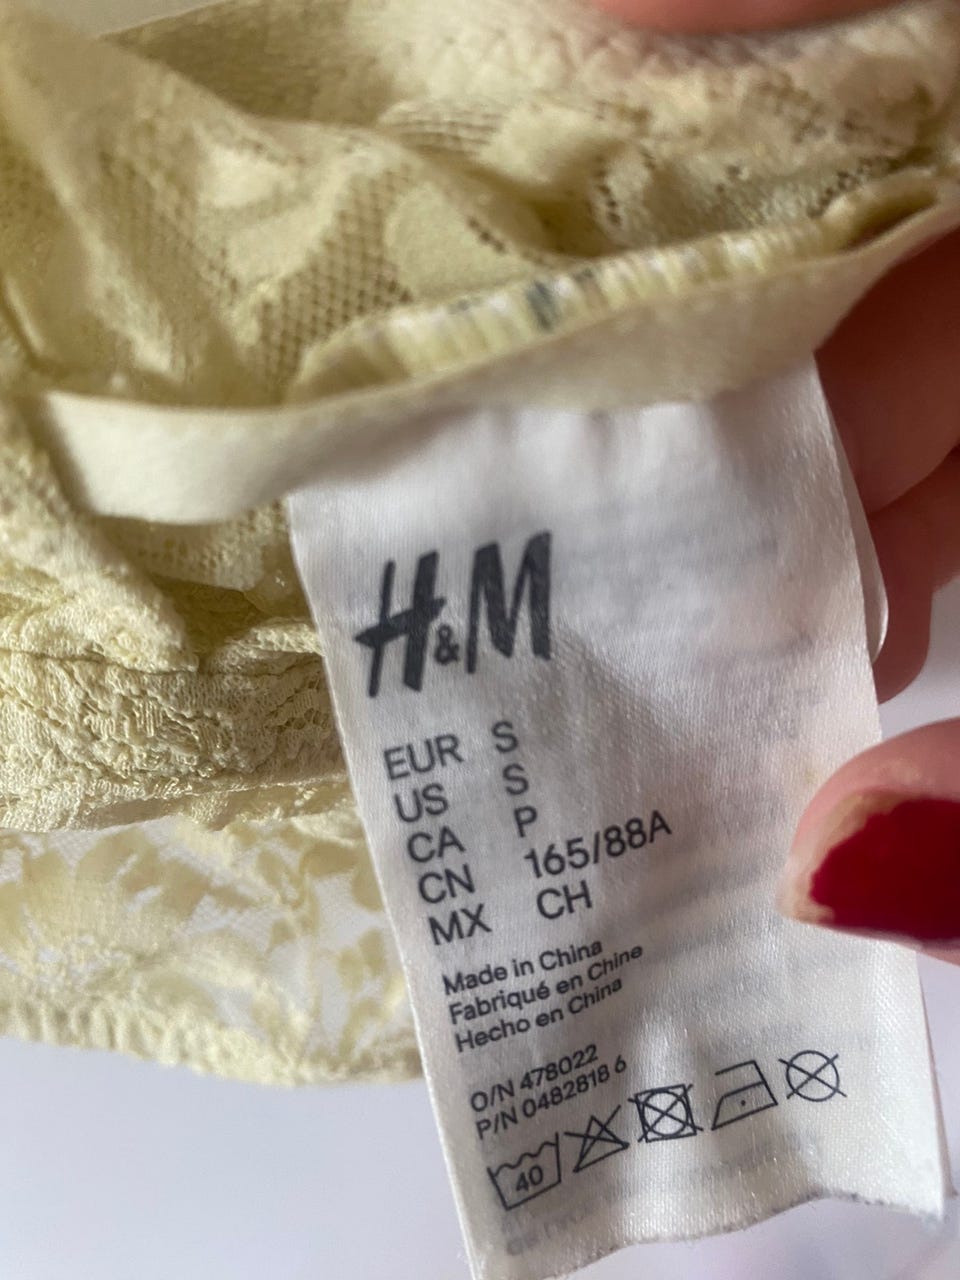 H&M
EUR S
US S
CA P
CN 165/88A
MX CH
Made in China
Fabriqué en Chine
Hecho en China
O/N 478022
P/N 0482818 6
40